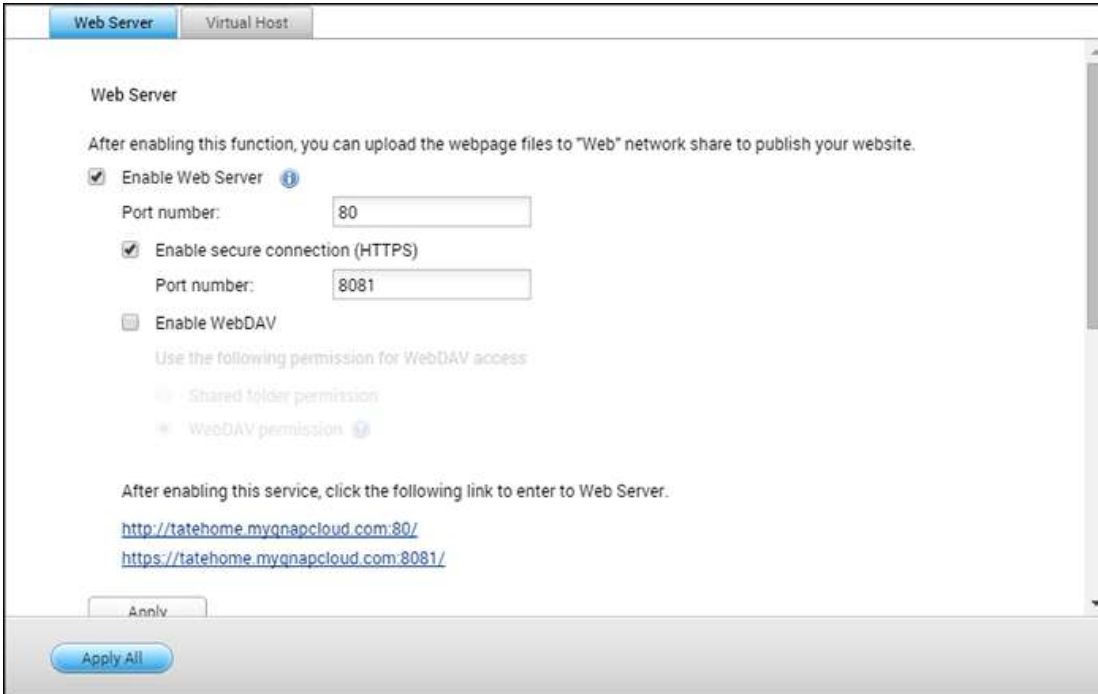 Web Server
Virtual Host
Web Server
After enabling this function, you can upload the webpage files to "Web" network share to publish your website.
Enable Web Server
Port number: 80
Enable secure connection (HTTPS)
Port number: 8081
Enable WebDAV
Use the following permission for WebDAV access
Shared folder permission
WebDAV permission
After enabling this service, click the following link to enter to Web Server.
http://tatehome.myqnapcloud.com:80/
https://tatehome.myqnapcloud.com:8081/
Apply
Apply All